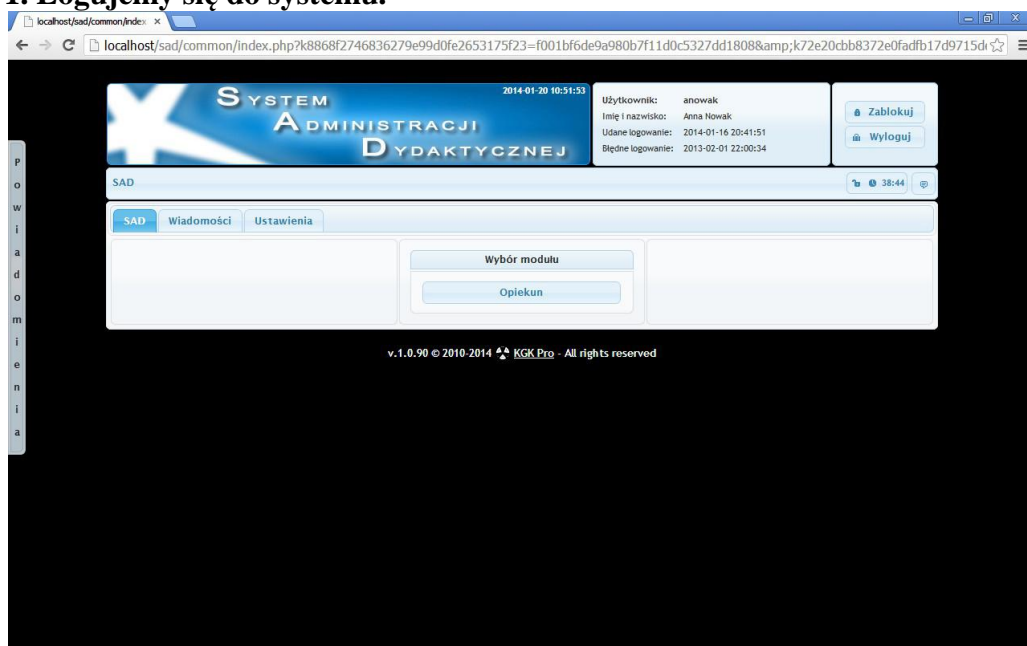 1. Logujemy się do systemu.
localhost/sad/common/index
localhost/sad/common/index.php?k8868f2746836279e99d0fe2653175f23=f001bf6de9a980b7f11d0c5327dd1808&amp;k72e20cbb8372e0fadfb17d9715d
SYSTEM
ADMINISTRACJI
DYDAKTYCZNEJ
2014-01-20 10:51:53
Użytkownik: anowak
Imię i nazwisko: Anna Nowak
Udane logowanie: 2014-01-16 20:41:51
Błędne logowanie: 2013-02-01 22:00:34
Zablokuj
Wyloguj
SAD
38:44
SAD Wiadomości Ustawienia
Wybór modułu
Opiekun
v.1.0.90 © 2010-2014 KGK Pro - All rights reserved
Powiadomienia